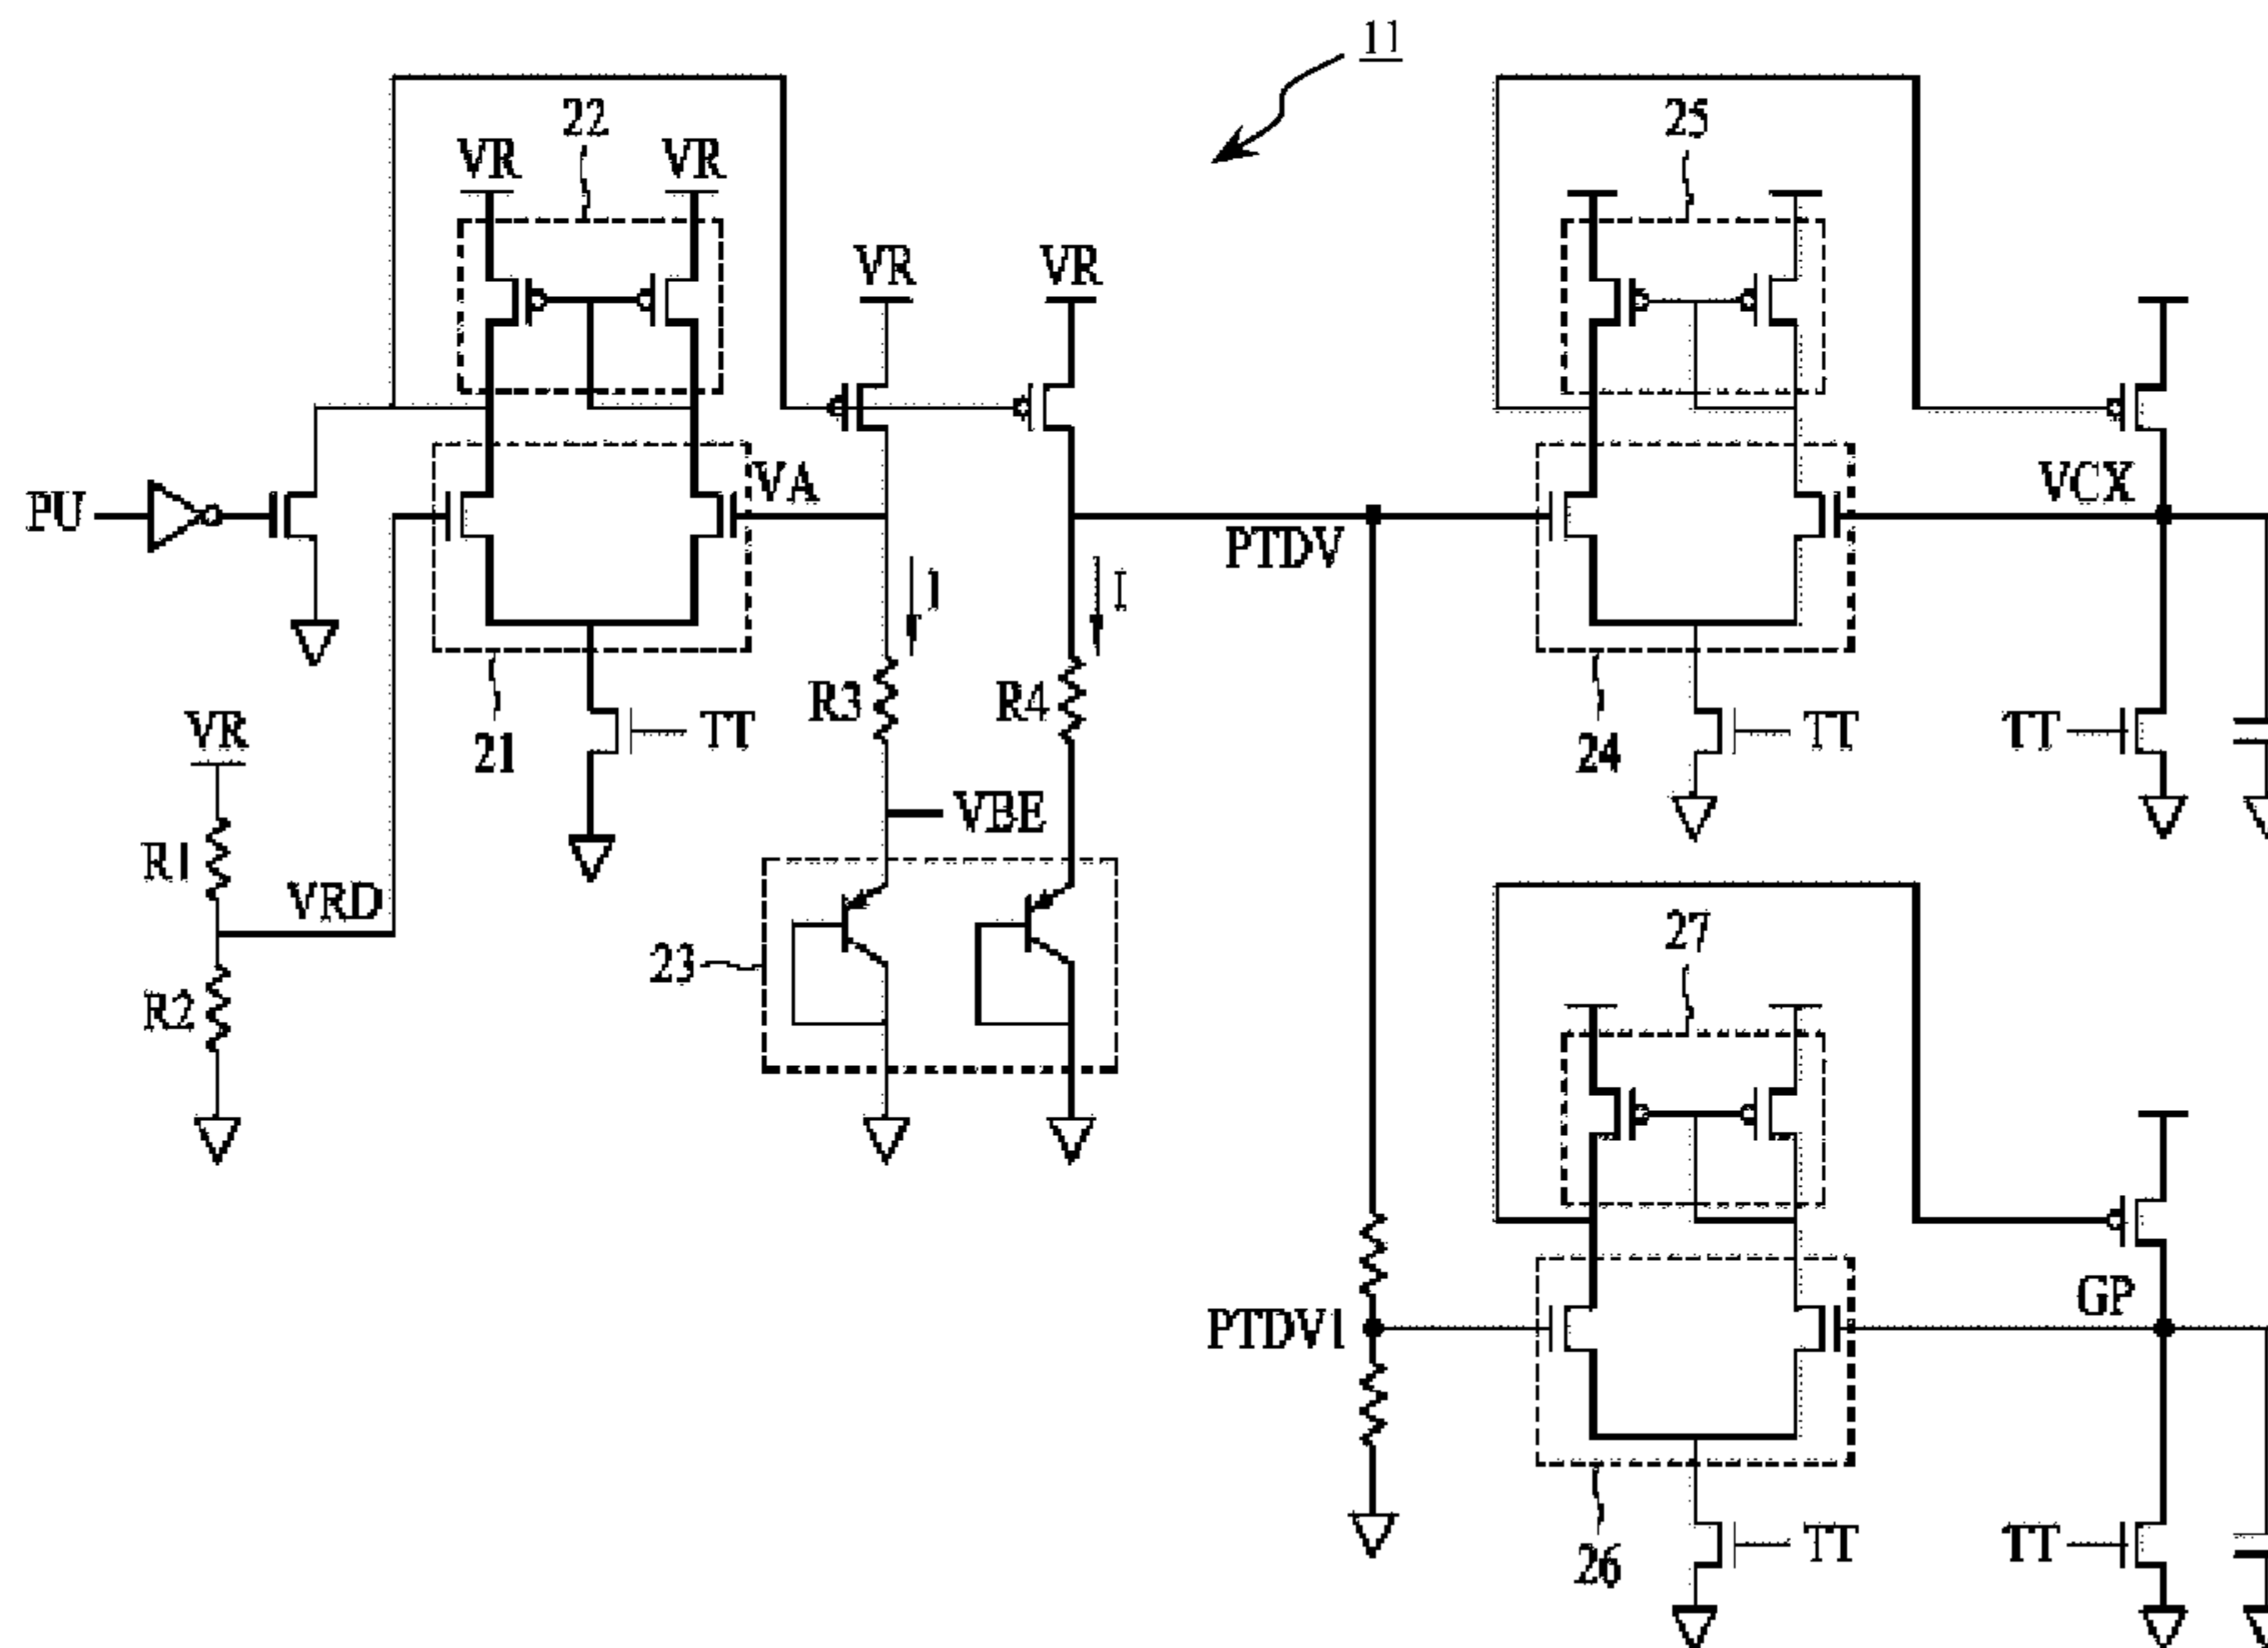 11
22
25
VR
VR
VR
VR
PU
VA
VCX
PTDV
I
I
R3
R4
VR
TT
TT
TT
21
24
VBE
R1
VRD
23
27
R2
GP
PTDV1
TT
TT
26